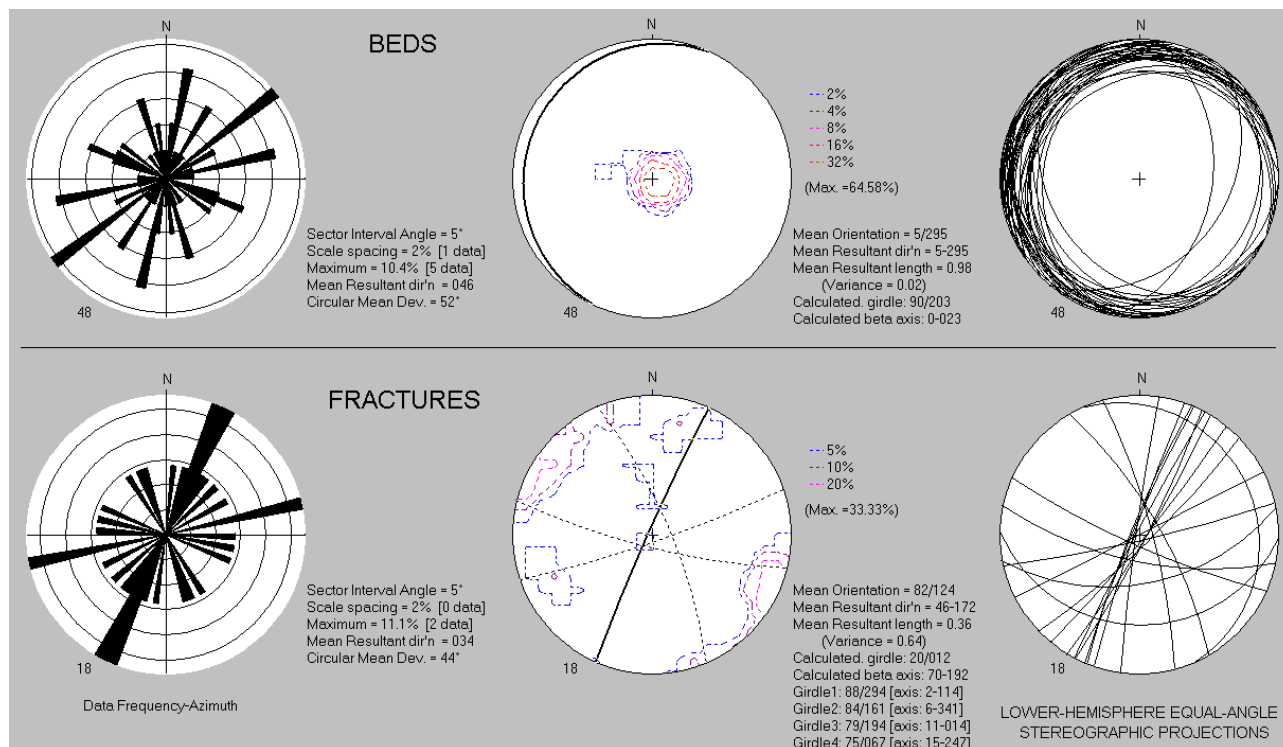 N
BEDS
N
N
2%
4%
8%
16%
32%
(Max. =64.58%)
Sector Interval Angle = 5°
Scale spacing = 2% [1 data]
Maximum = 10.4% [5 data]
Mean Resultant dir'n = 046
Circular Mean Dev. = 52°
Mean Orientation = 5/295
Mean Resultant dir'n = 5-295
Mean Resultant length = 0.98
(Variance = 0.02)
Calculated. girdle: 90/203
Calculated beta axis: 0-023
48
48
48
N
FRACTURES
N
N
5%
10%
20%
(Max. =33.33%)
Sector Interval Angle = 5°
Scale spacing = 2% [0 data]
Maximum = 11.1% [2 data]
Mean Resultant dir'n = 034
Circular Mean Dev. = 44°
Mean Orientation = 82/124
Mean Resultant dir'n = 46-172
Mean Resultant length = 0.36
(Variance = 0.64)
Calculated. girdle: 20/012
Calculated beta axis: 70-192
Girdle1: 88/294 [axis: 2-114]
Girdle2: 84/161 [axis: 6-341]
Girdle3: 79/194 [axis: 11-014]
Girdle4: 75/067 [axis: 15-247]
18
18
18
Data Frequency-Azimuth
LOWER-HEMISPHERE EQUAL-ANGLE
STEREOGRAPHIC PROJECTIONS